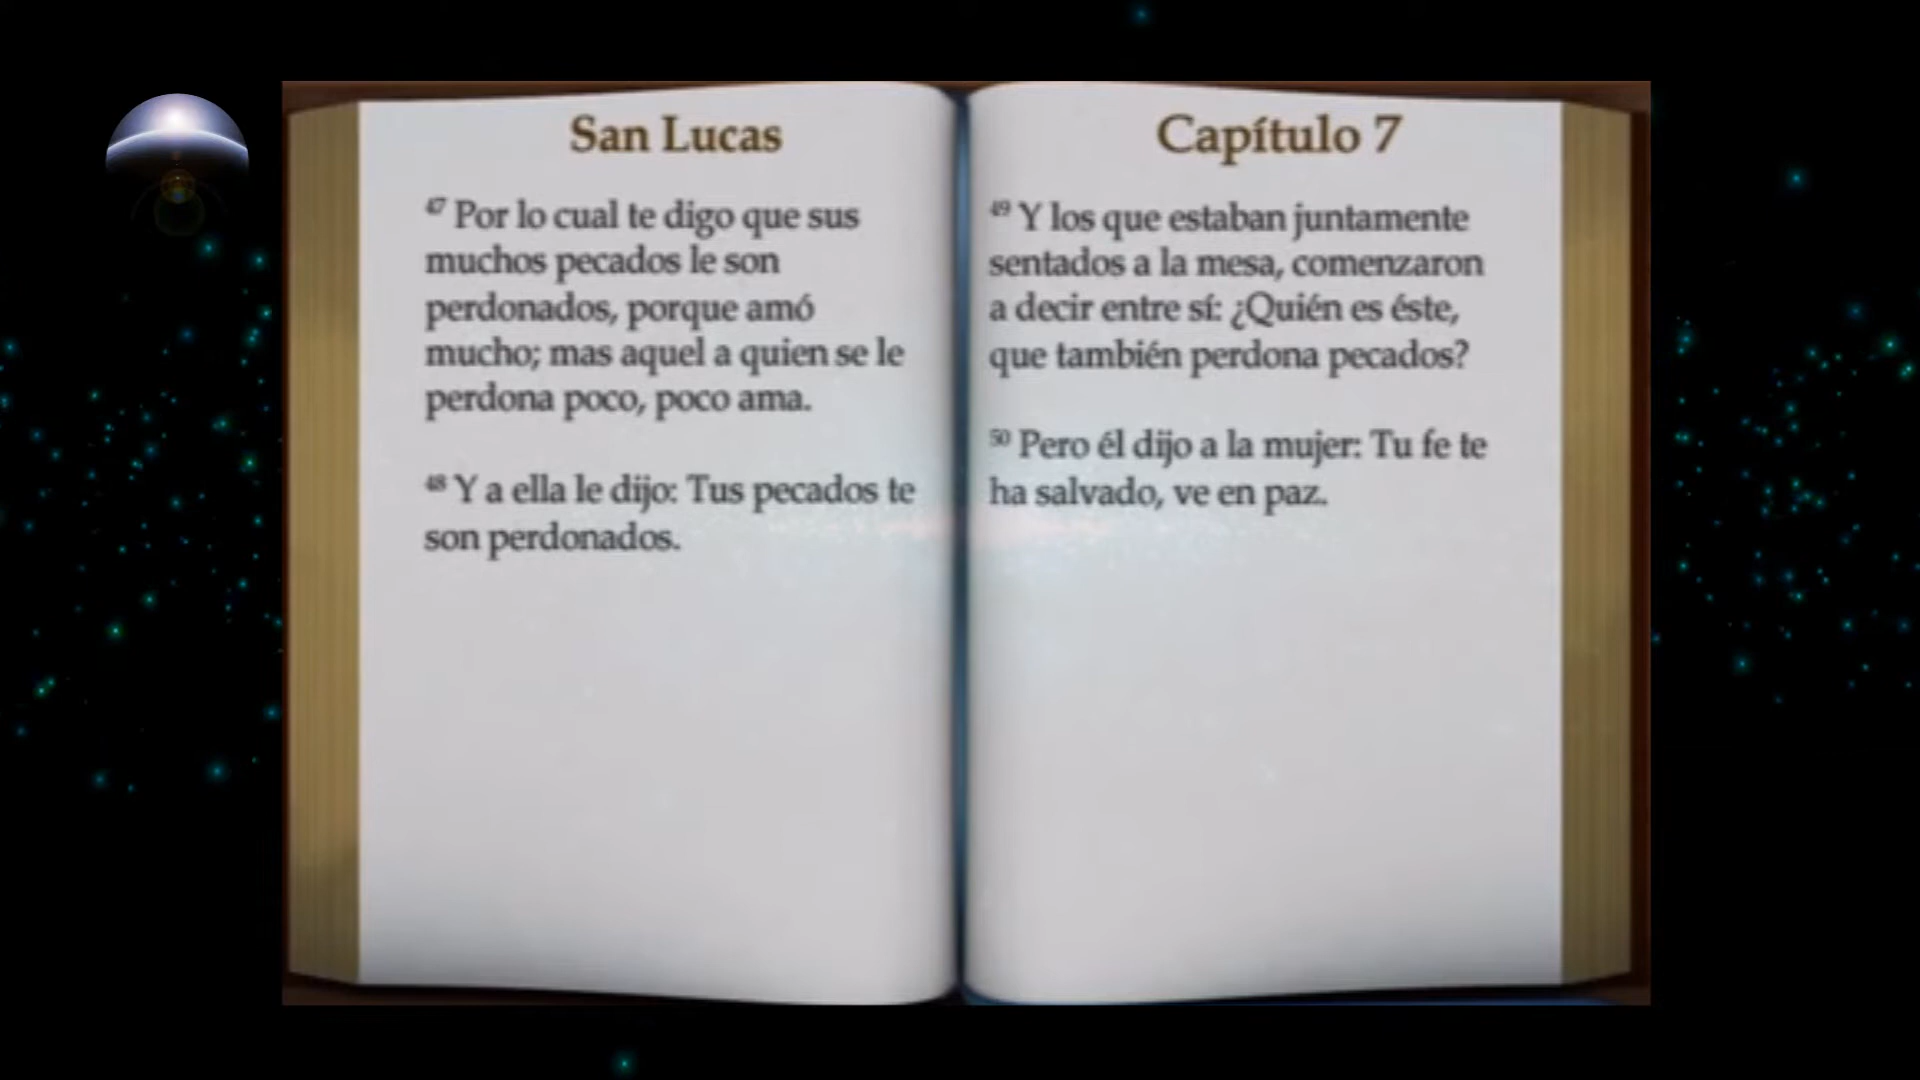 San Lucas
47 Por lo cual te digo que sus
muchos pecados le son
perdonados, porque amó
mucho; mas aquel a quien se le
perdona poco, poco ama.
48 Y a ella le dijo: Tus pecados te
son perdonados.
Capítulo 7
49 Y los que estaban juntamente
sentados a la mesa, comenzaron
a decir entre sí: ¿Quién es éste,
que también perdona pecados?
50 Pero él dijo a la mujer: Tu fe te
ha salvado, ve en paz.